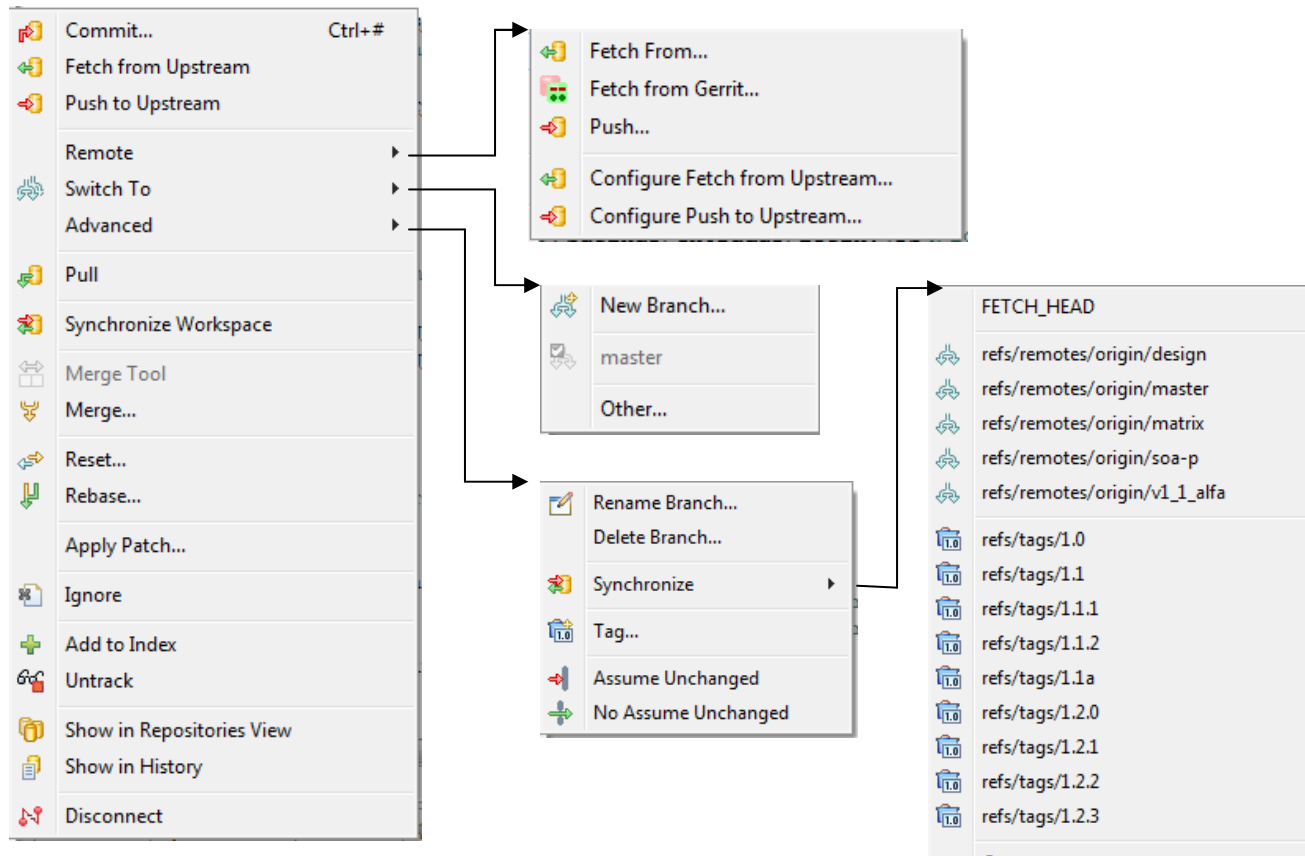 Commit... Ctrl+#
Fetch from Upstream
Push to Upstream
Remote
Switch To
Advanced
Pull
Synchronize Workspace
Merge Tool
Merge...
Reset...
Rebase...
Apply Patch...
Ignore
Add to Index
Untrack
Show in Repositories View
Show in History
Disconnect
Fetch From...
Fetch from Gerrit...
Push...
Configure Fetch from Upstream...
Configure Push to Upstream...
New Branch...
master
Other...
Rename Branch...
Delete Branch...
Synchronize
Tag...
Assume Unchanged
No Assume Unchanged
FETCH_HEAD
refs/remotes/origin/design
refs/remotes/origin/master
refs/remotes/origin/matrix
refs/remotes/origin/soa-p
refs/remotes/origin/v1_1_alfa
refs/tags/1.0
refs/tags/1.1
refs/tags/1.1.1
refs/tags/1.1.2
refs/tags/1.1a
refs/tags/1.2.0
refs/tags/1.2.1
refs/tags/1.2.2
refs/tags/1.2.3